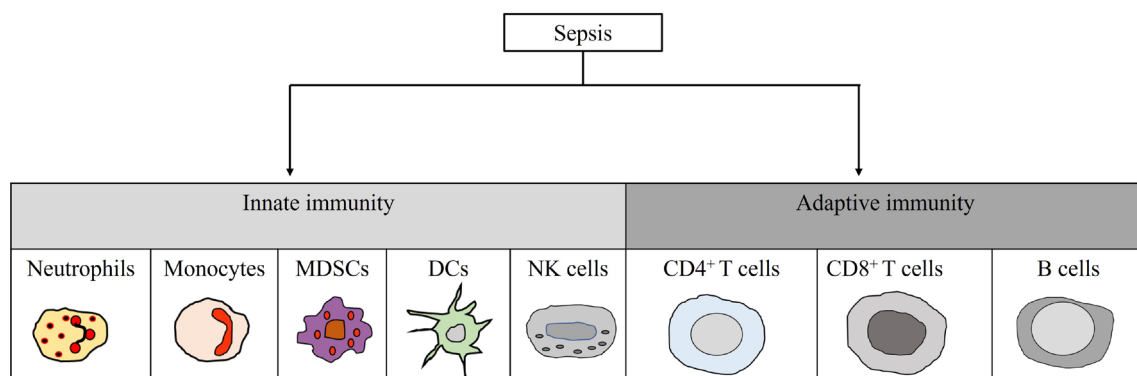 Sepsis
Innate immunity
Adaptive immunity
Neutrophils
Monocytes
MDSCs
DCs
NK cells
CD4⁺ T cells
CD8⁺ T cells
B cells